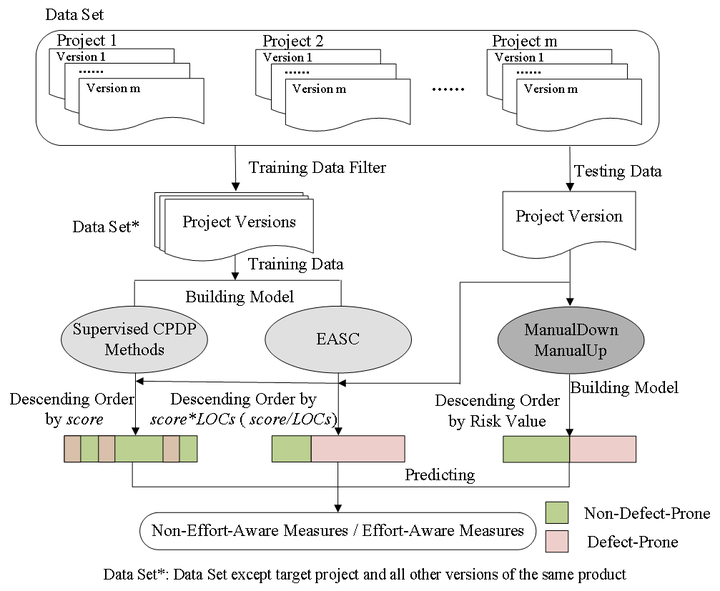 Data Set
Project 1
Project 2
Project m
Version 1
Version 1
Version 1
......
......
......
Version m
Version m
......
Version m
Training Data Filter
Testing Data
Data Set*
Project Versions
Project Version
Training Data
Building Model
Supervised CPDP
Methods
EASC
ManualDown
ManualUp
Descending Order
by score
Descending Order by
score*LOCs ( score/LOCs)
Building Model
Descending Order
by Risk Value
Predicting
Non-Effort-Aware Measures / Effort-Aware Measures
Non-Defect-Prone
Defect-Prone
Data Set*: Data Set except target project and all other versions of the same product